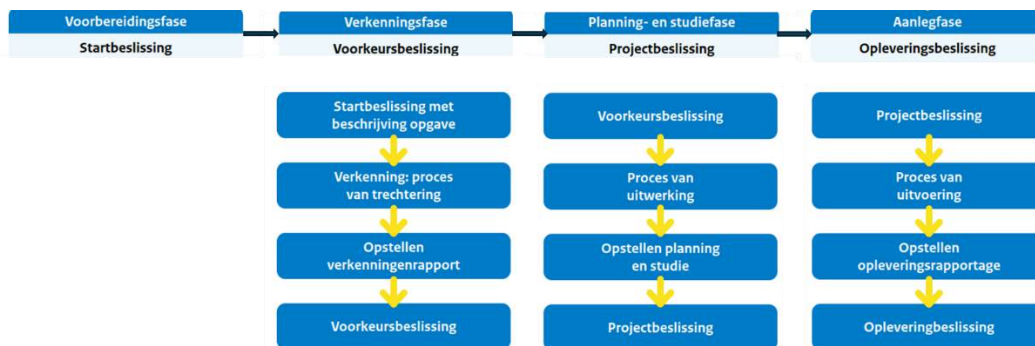 Voorbereidingsfase
Startbeslissing
Verkenningsfase
Voorkeursbeslissing
Planning- en studiefase
Projectbeslissing
Aanlegfase
Opleveringsbeslissing
Startbeslissing met
beschrijving opgave
Verkenning: proces
van trechtering
Opstellen
verkenningenrapport
Voorkeursbeslissing
Voorkeursbeslissing
Proces van
uitwerking
Opstellen planning
en studie
Projectbeslissing
Projectbeslissing
Proces van
uitvoering
Opstellen
opleveringsrapportage
Opleveringbeslissing